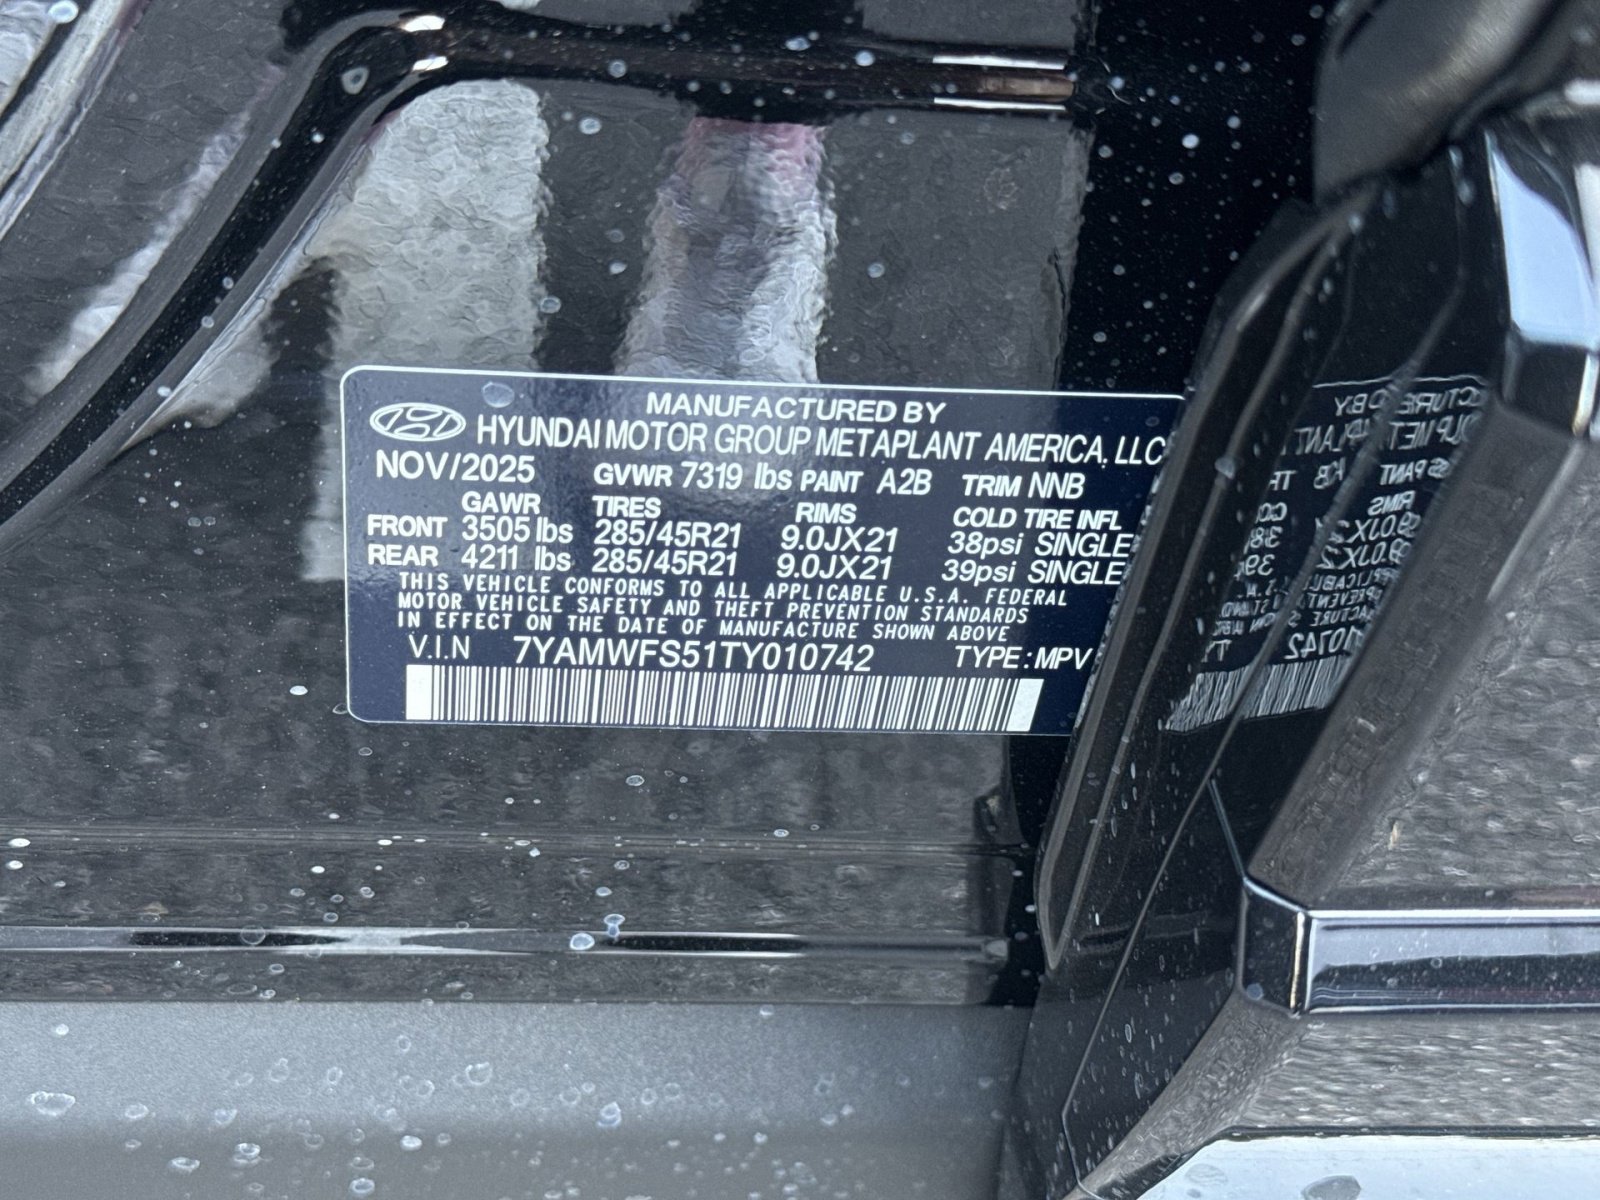 MANUFACTURED BY
HYUNDAI MOTOR GROUP METAPLANT AMERICA, LLC
NOV/2025 GVWR 7319 lbs PAINT A2B TRIM NNB
GAWR TIRES RIMS COLD TIRE INFL
FRONT 3505 lbs 285/45R21 9.0JX21 38psi SINGLE
REAR 4211 lbs 285/45R21 9.0JX21 39psi SINGLE
THIS VEHICLE CONFORMS TO ALL APPLICABLE U.S.A. FEDERAL
MOTOR VEHICLE SAFETY AND THEFT PREVENTION STANDARDS
IN EFFECT ON THE DATE OF MANUFACTURE SHOWN ABOVE
V.I.N 7YAMWFS51TY010742 TYPE: MPV